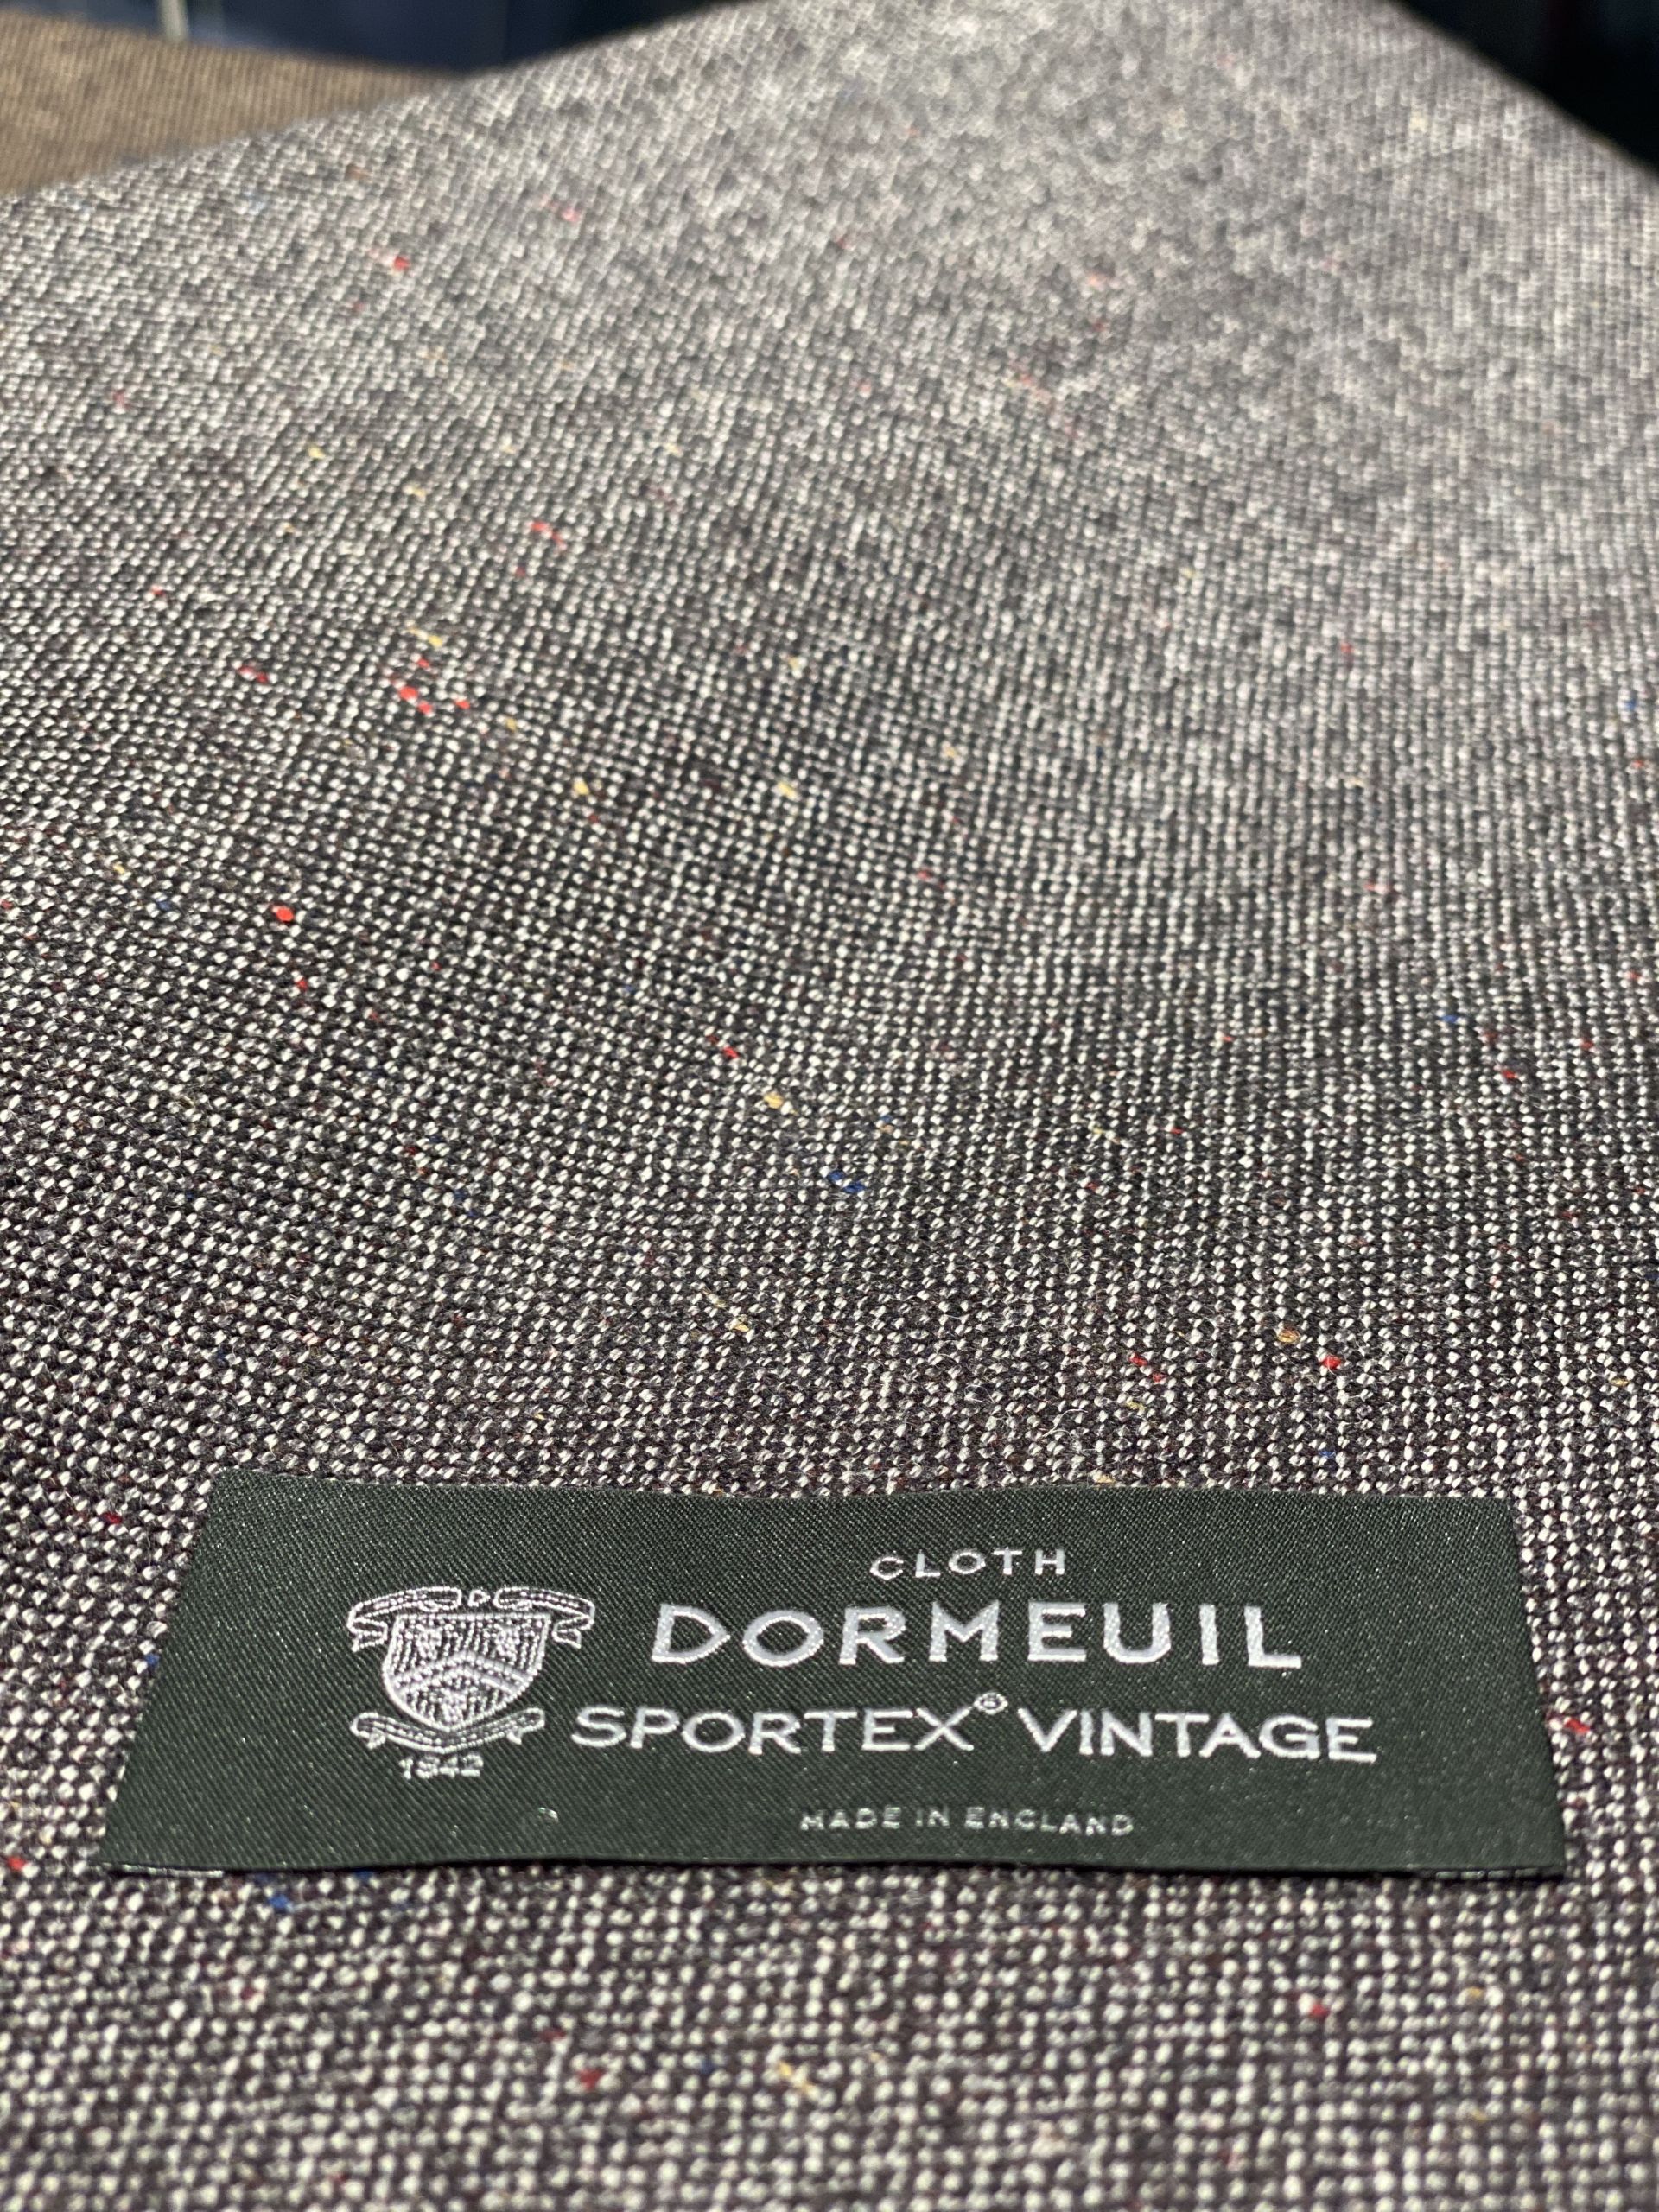 CLOTH
DORMEUIL
SPORTEX® VINTAGE
1842
MADE IN ENGLAND